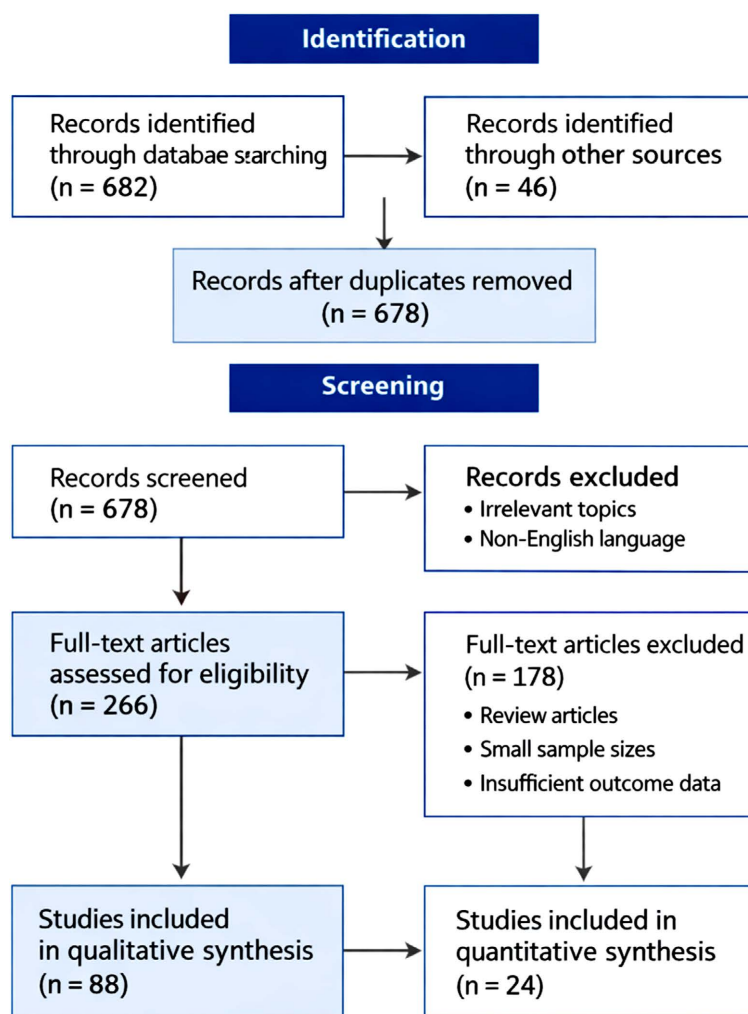 Identification
Records identified
through databae searching
(n = 682)
Records identified
through other sources
(n = 46)
Records after duplicates removed
(n = 678)
Screening
Records screened
(n = 678)
Records excluded
• Irrelevant topics
• Non-English language
Full-text articles
assessed for eligibility
(n = 266)
Full-text articles excluded
(n = 178)
• Review articles
• Small sample sizes
• Insufficient outcome data
Studies included
in qualitative synthesis
(n = 88)
Studies included in
quantitative synthesis
(n = 24)